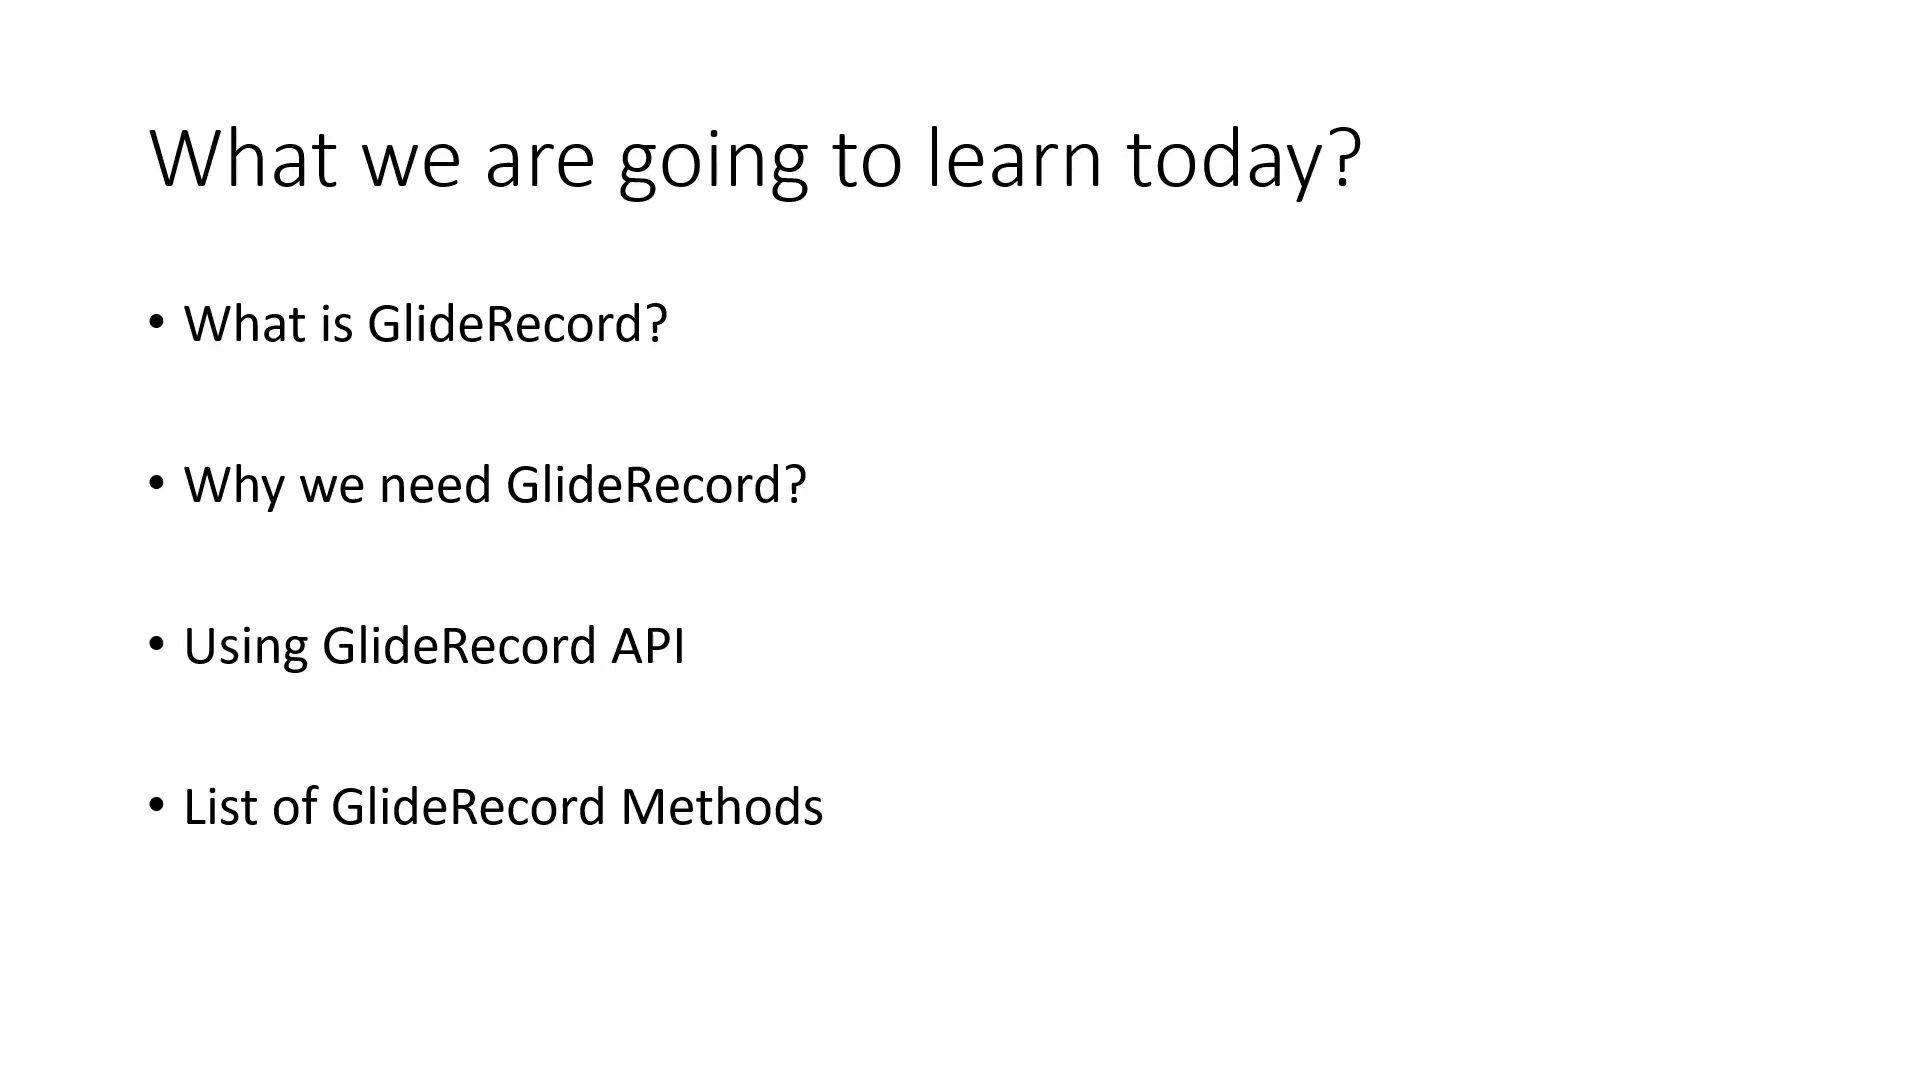 What we are going to learn today?
• What is GlideRecord?
• Why we need GlideRecord?
• Using GlideRecord API
• List of GlideRecord Methods